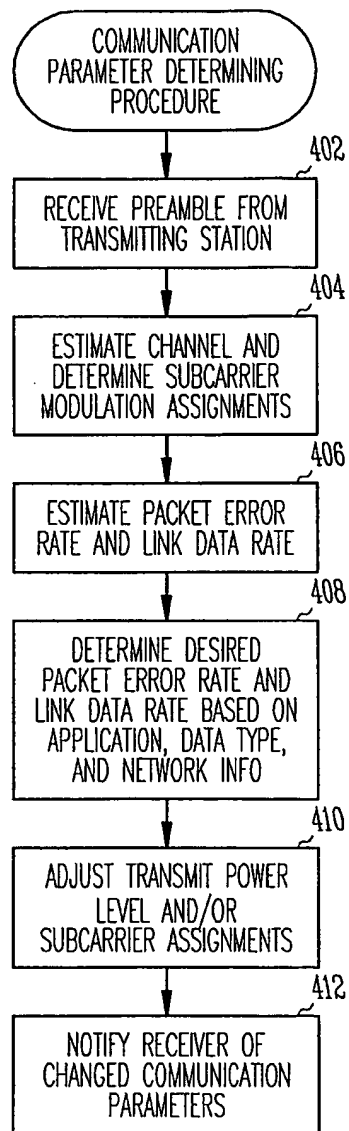 COMMUNICATION
PARAMETER DETERMINING
PROCEDURE
402
RECEIVE PREAMBLE FROM
TRANSMITTING STATION
404
ESTIMATE CHANNEL AND
DETERMINE SUBCARRIER
MODULATION ASSIGNMENTS
406
ESTIMATE PACKET ERROR
RATE AND LINK DATA RATE
408
DETERMINE DESIRED
PACKET ERROR RATE AND
LINK DATA RATE BASED ON
APPLICATION, DATA TYPE,
AND NETWORK INFO
410
ADJUST TRANSMIT POWER
LEVEL AND/OR
SUBCARRIER ASSIGNMENTS
412
NOTIFY RECEIVER OF
CHANGED COMMUNICATION
PARAMETERS